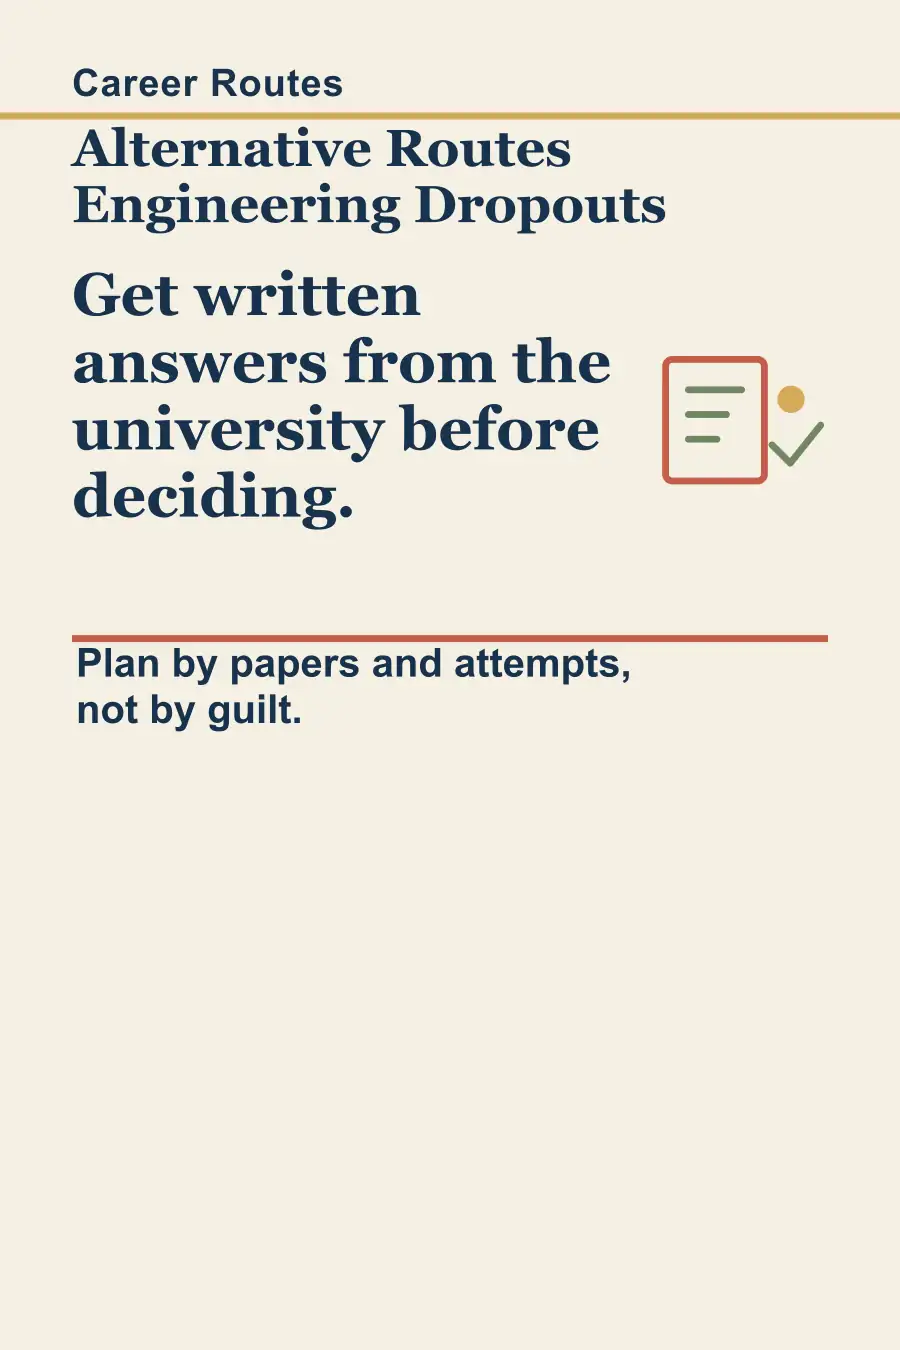 Career Routes
Alternative Routes
Engineering Dropouts
Get written
answers from the
university before
deciding.
Plan by papers and attempts,
not by guilt.